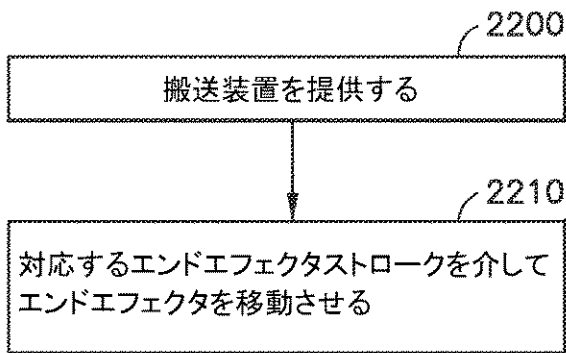 2200
搬送装置を提供する
2210
対応するエンドエフェクタストロークを介して
エンドエフェクタを移動させる